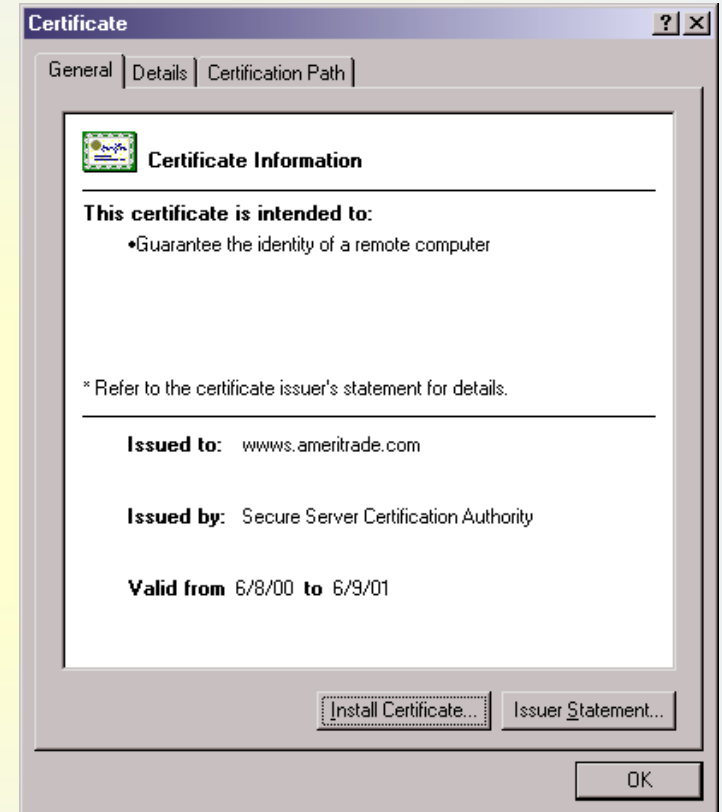 Certificate
General Details Certification Path
Certificate Information
This certificate is intended to:
•Guarantee the identity of a remote computer
* Refer to the certificate issuer's statement for details.
Issued to: wwws.ameritrade.com
Issued by: Secure Server Certification Authority
Valid from 6/8/00 to 6/9/01
Install Certificate... Issuer Statement...
OK